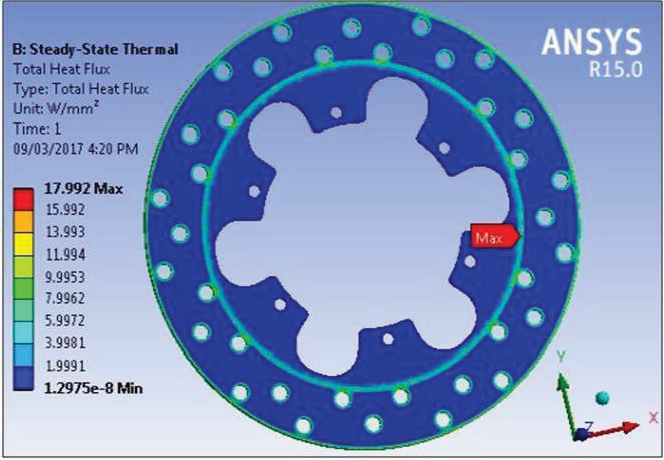 B: Steady-State Thermal
Total Heat Flux
Type: Total Heat Flux
Unit: W/mm²
Time: 1
09/03/2017 4:20 PM
ANSYS
R15.0
17.992 Max
15.992
13.993
11.994
9.9953
7.9962
5.9972
3.9981
1.9991
1.2975e-8 Min
Max
Y
X
Z